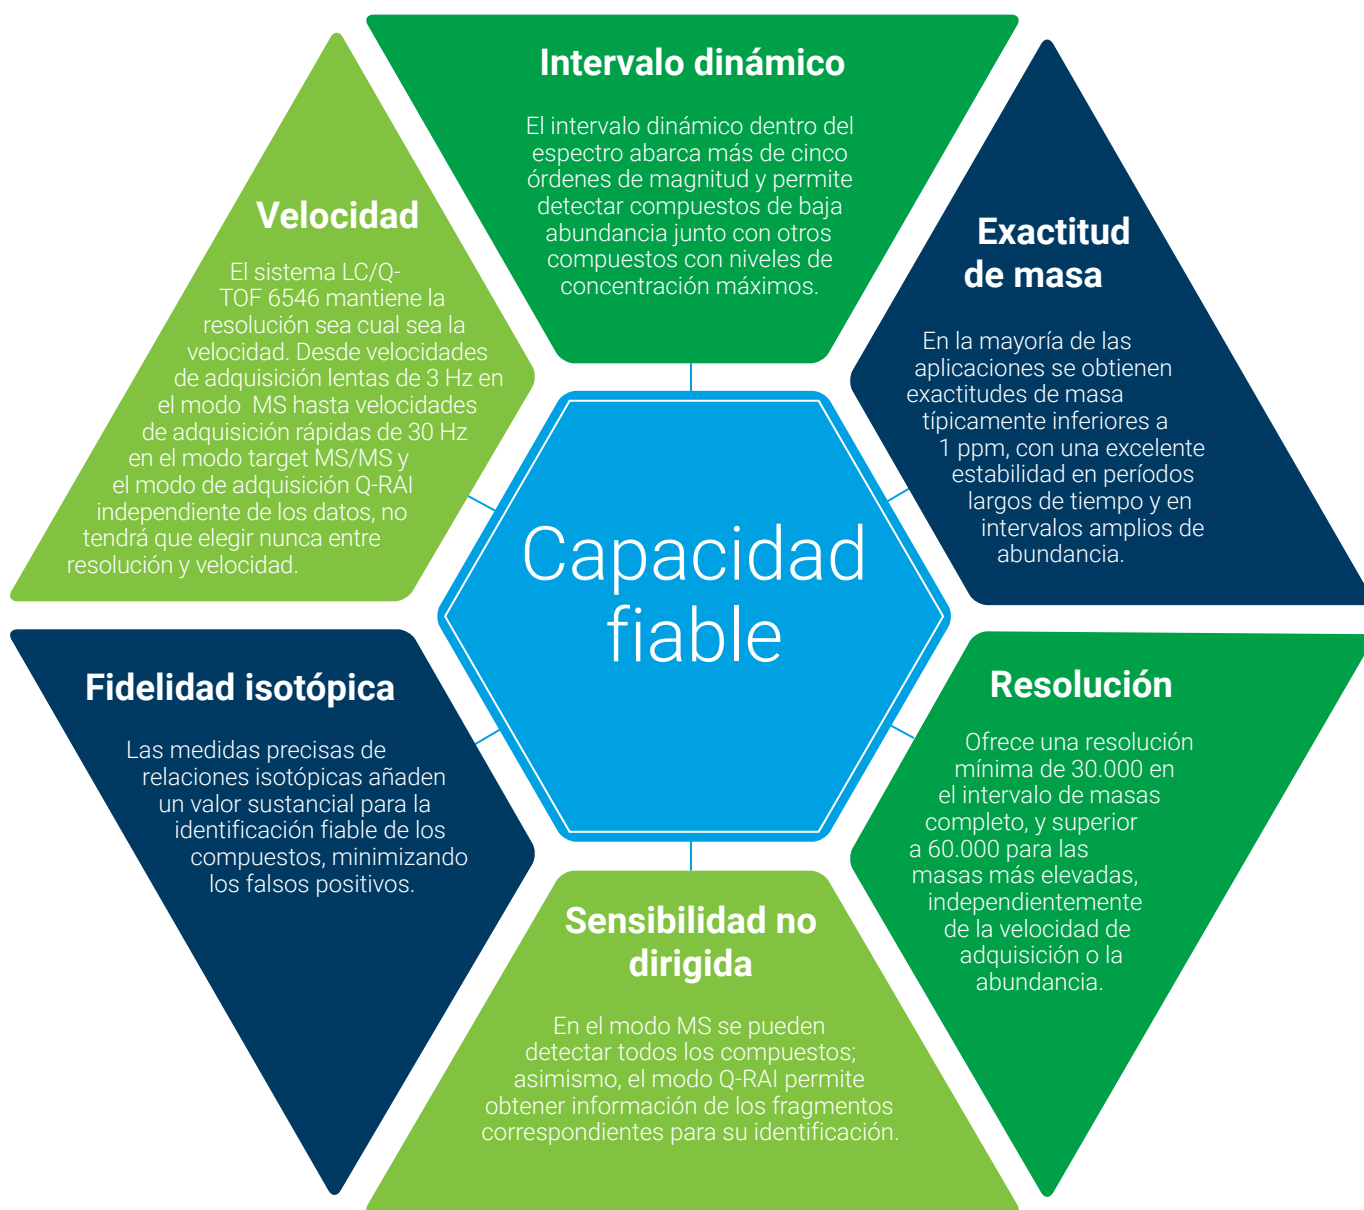 Intervalo dinámico
El intervalo dinámico dentro del
espectro abarca más de cinco
órdenes de magnitud y permite
detectar compuestos de baja
abundancia junto con otros
compuestos con niveles de
concentración máximos.
Velocidad
El sistema LC/Q-
TOF 6546 mantiene la
resolución sea cual sea la
velocidad. Desde velocidades
de adquisición lentas de 3 Hz en
el modo MS hasta velocidades
de adquisición rápidas de 30 Hz
en el modo target MS/MS y
el modo de adquisición Q-RAI
independiente de los datos, no
tendrá que elegir nunca entre
resolución y velocidad.
Exactitud
de masa
En la mayoría de las
aplicaciones se obtienen
exactitudes de masa
típicamente inferiores a
1 ppm, con una excelente
estabilidad en períodos
largos de tiempo y en
intervalos amplios de
abundancia.
Capacidad
fiable
Fidelidad isotópica
Las medidas precisas de
relaciones isotópicas añaden
un valor sustancial para la
identificación fiable de los
compuestos, minimizando
los falsos positivos.
Resolución
Ofrece una resolución
mínima de 30.000 en
el intervalo de masas
completo, y superior
a 60.000 para las
masas más elevadas,
independientemente
de la velocidad de
adquisición o la
abundancia.
Sensibilidad no
dirigida
En el modo MS se pueden
detectar todos los compuestos;
asimismo, el modo Q-RAI permite
obtener información de los fragmentos
correspondientes para su identificación.